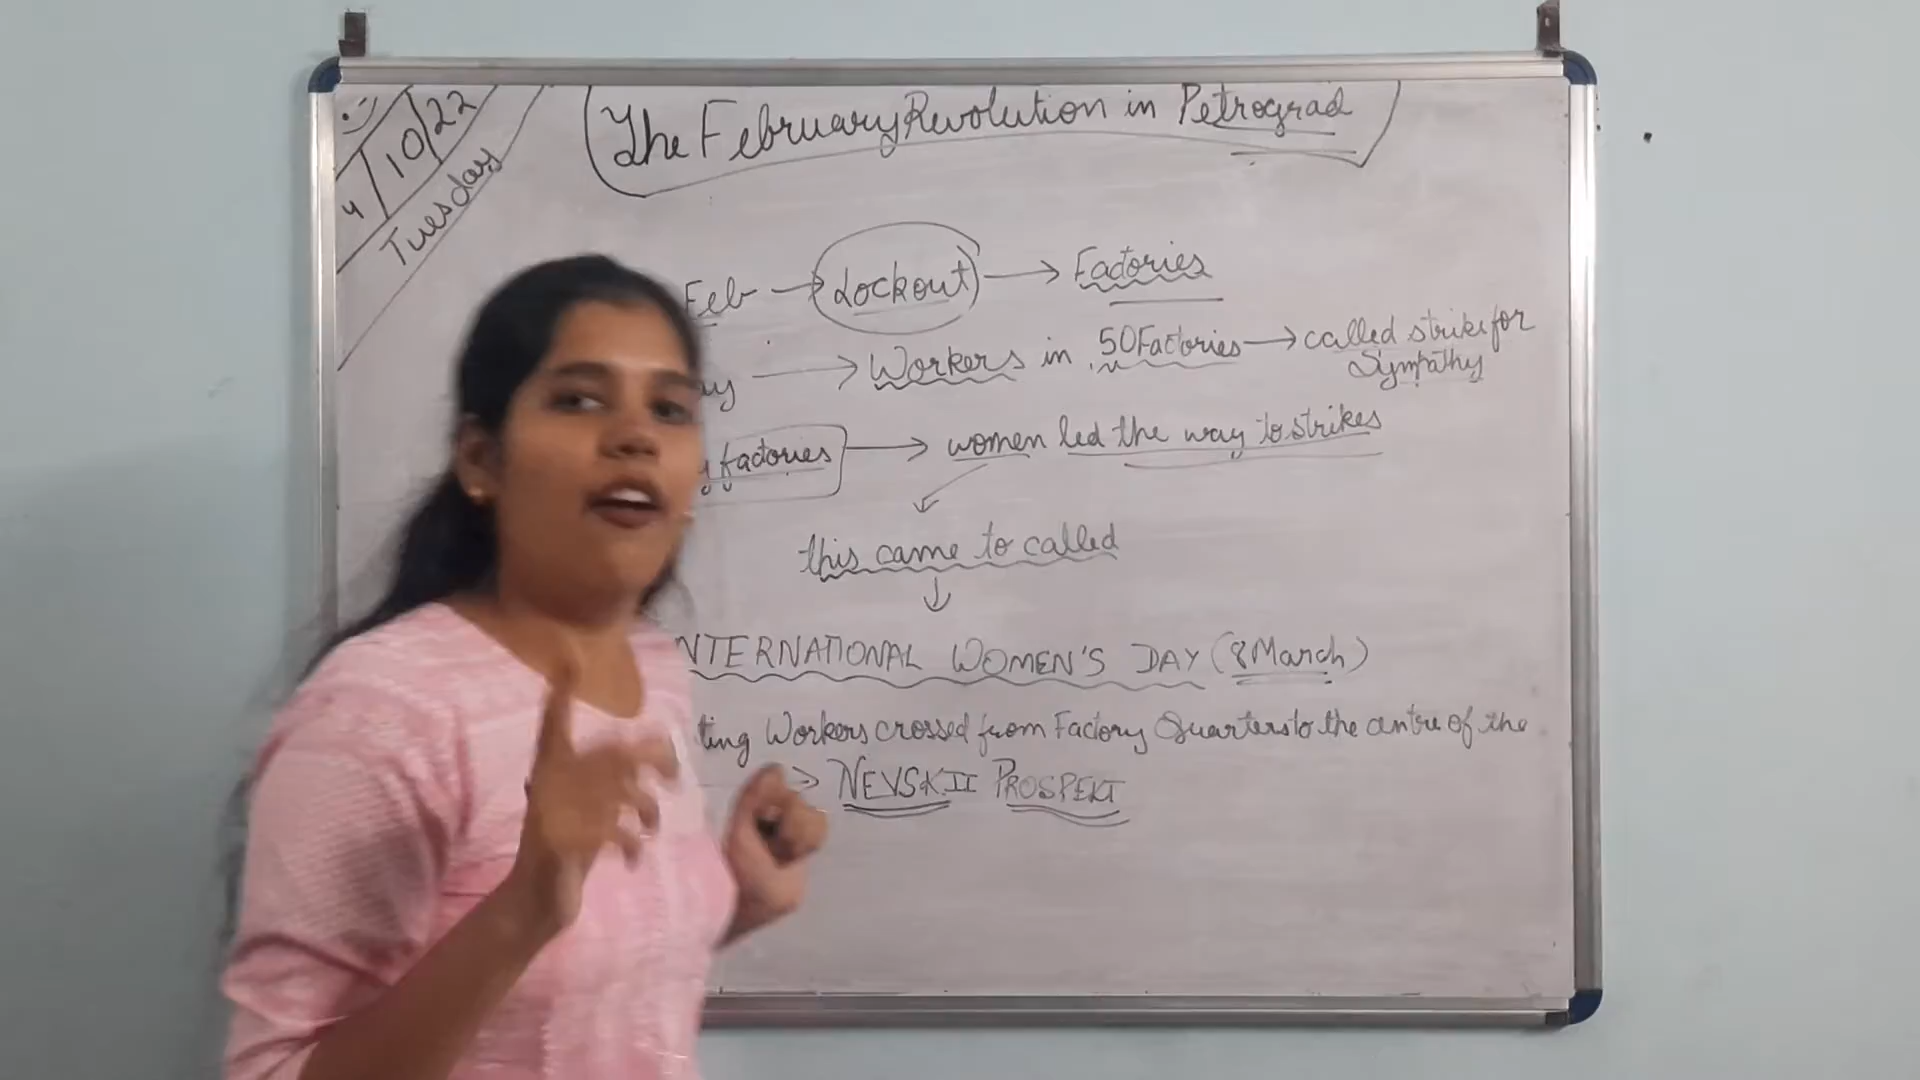 4/10/22
Tuesday
The February Revolution in Petrograd
Feb → Lockout → Factories
→ Workers in 50 Factories → called strike for
Sympathy
factories → women led the way to strikes
this came to called
INTERNATIONAL WOMEN'S DAY (8 March)
ting Workers crossed from Factory Quarters to the centre of the
→ NEVSKII PROSPEKT